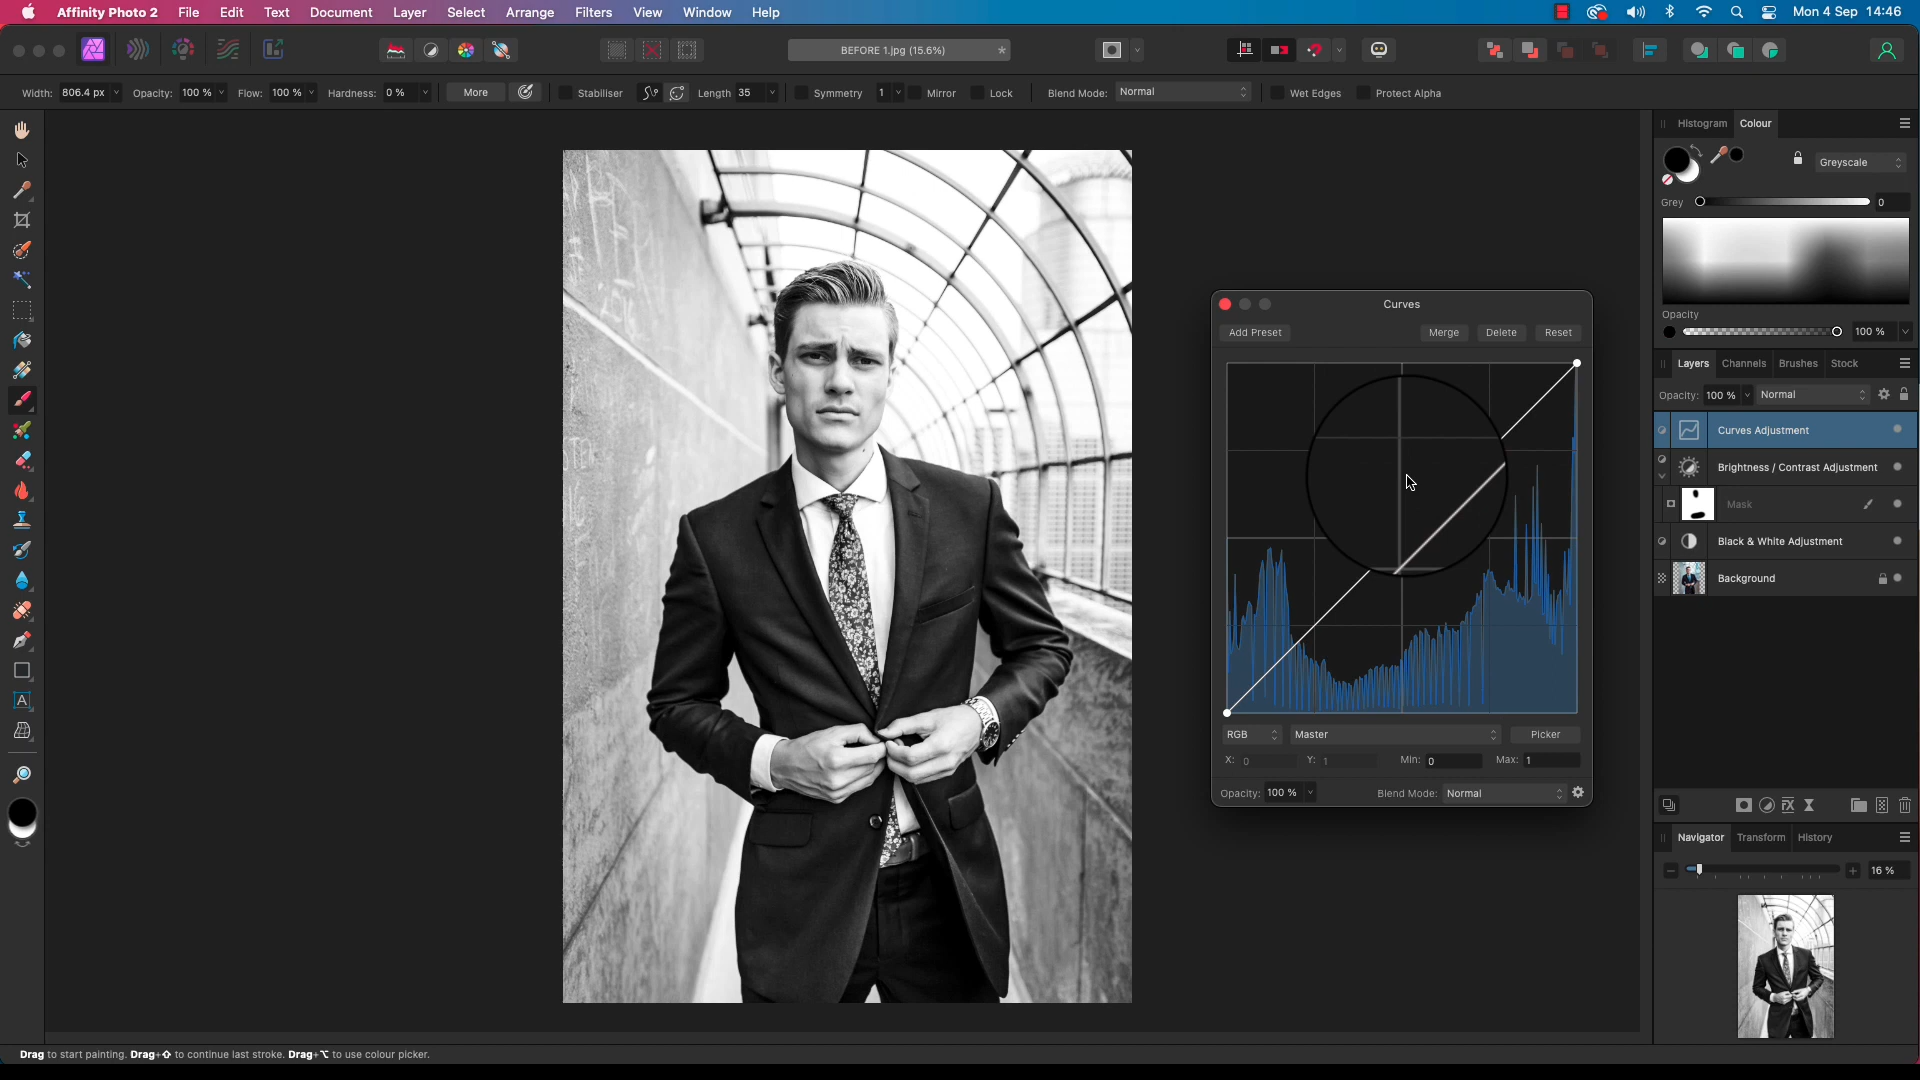 Affinity Photo 2 File Edit Text Document Layer Select Arrange Filters View Window Help Mon 4 Sep 14:46
BEFORE 1.jpg (15.6%) *
Width: 806.4 px Opacity: 100 % Flow: 100 % Hardness: 0 % More Stabiliser Length 35 Symmetry 1 Mirror Lock Blend Mode: Normal Wet Edges Protect Alpha
Histogram Colour
Greyscale
Grey 0
Opacity
100 %
Layers Channels Brushes Stock
Opacity: 100 % Normal
Curves Adjustment
Brightness / Contrast Adjustment
Mask
Black & White Adjustment
Background
Curves
Add Preset Merge Delete Reset
RGB Master Picker
X: 0 Y: 1 Min: 0 Max: 1
Opacity: 100 % Blend Mode: Normal
Navigator Transform History
16 %
A
Drag to start painting. Drag+⇧ to continue last stroke. Drag+⌥ to use colour picker.